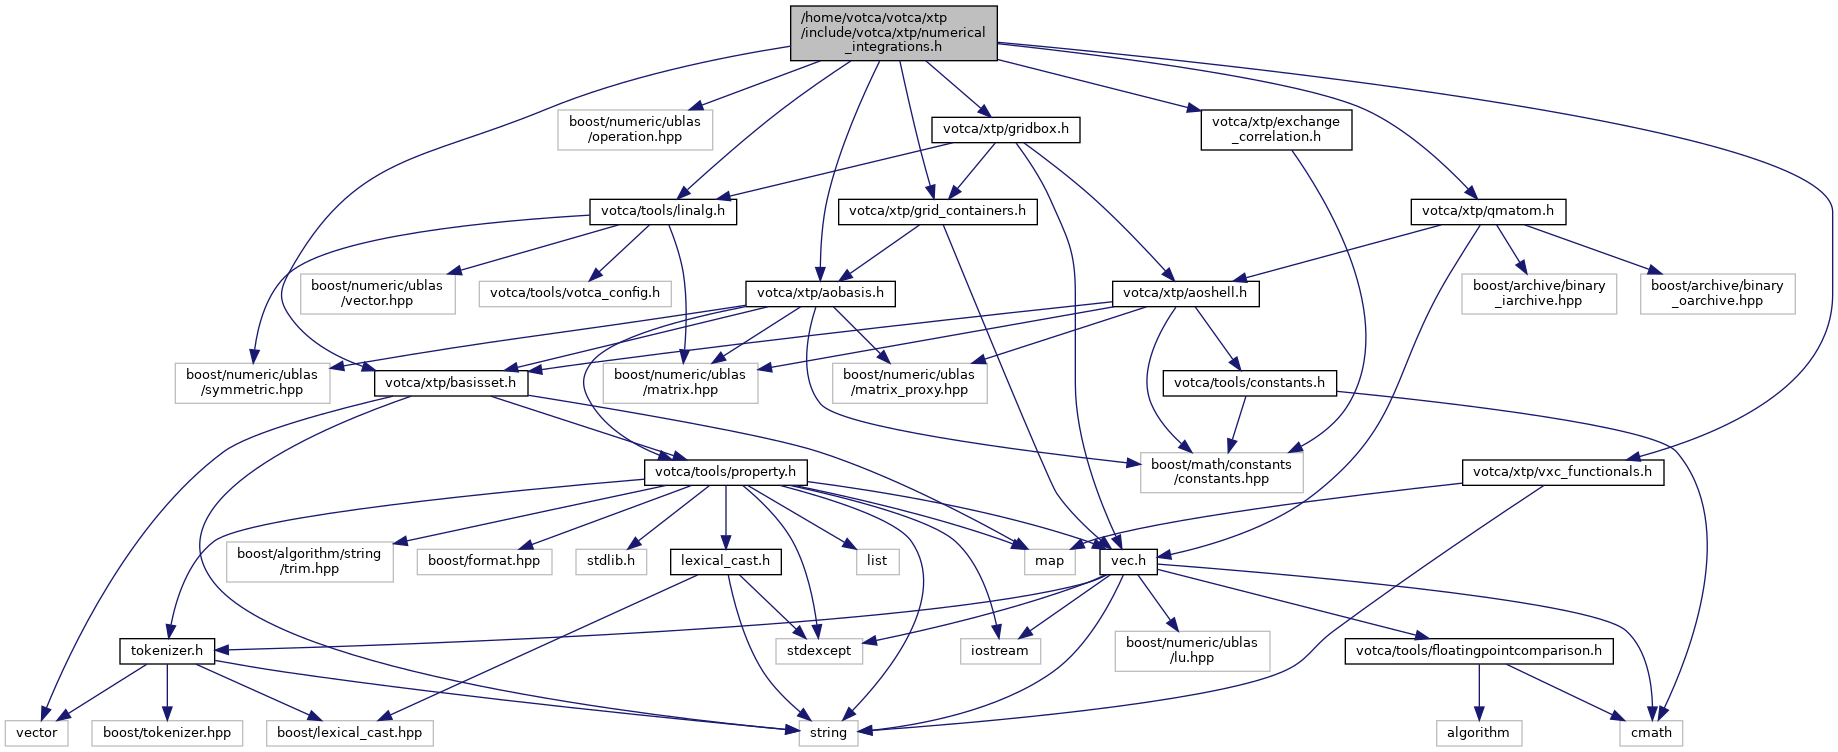 /home/votca/votca/xtp
/include/votca/xtp/numerical
_integrations.h
boost/numeric/ublas
/operation.hpp
votca/xtp/gridbox.h
votca/xtp/exchange
_correlation.h
votca/tools/linalg.h
votca/xtp/grid_containers.h
votca/xtp/qmatom.h
boost/numeric/ublas
/vector.hpp
votca/tools/votca_config.h
votca/xtp/aobasis.h
votca/xtp/aoshell.h
boost/archive/binary
_iarchive.hpp
boost/archive/binary
_oarchive.hpp
boost/numeric/ublas
/symmetric.hpp
votca/xtp/basisset.h
boost/numeric/ublas
/matrix.hpp
boost/numeric/ublas
/matrix_proxy.hpp
votca/tools/constants.h
votca/tools/property.h
boost/math/constants
/constants.hpp
votca/xtp/vxc_functionals.h
boost/algorithm/string
/trim.hpp
boost/format.hpp
stdlib.h
lexical_cast.h
list
map
vec.h
tokenizer.h
stdexcept
iostream
boost/numeric/ublas
/lu.hpp
votca/tools/floatingpointcomparison.h
vector
boost/tokenizer.hpp
boost/lexical_cast.hpp
string
algorithm
cmath